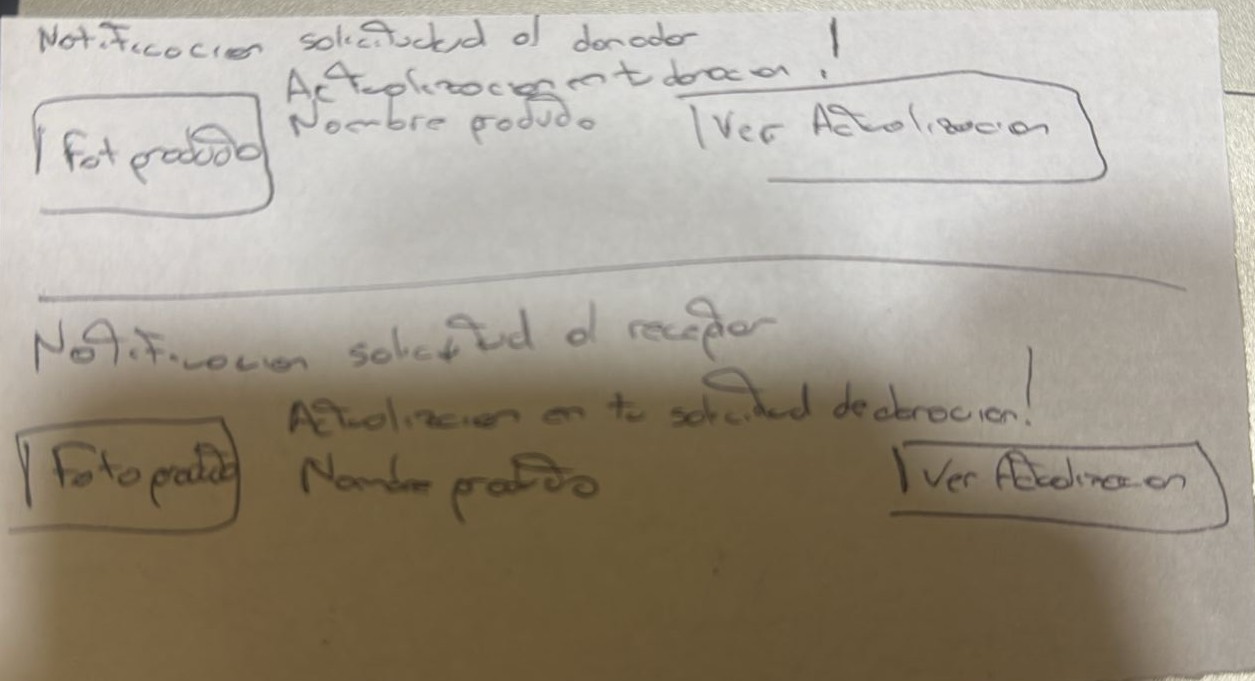 Notificacion solicitud al donador
Actualizacion en tu donacion!
Foto producto
Nombre producto
Ver Actualizacion
Notificacion solicitud al receptor
Actualizacion en tu solicitud de donacion!
Foto producto
Nombre producto
Ver Actualizacion